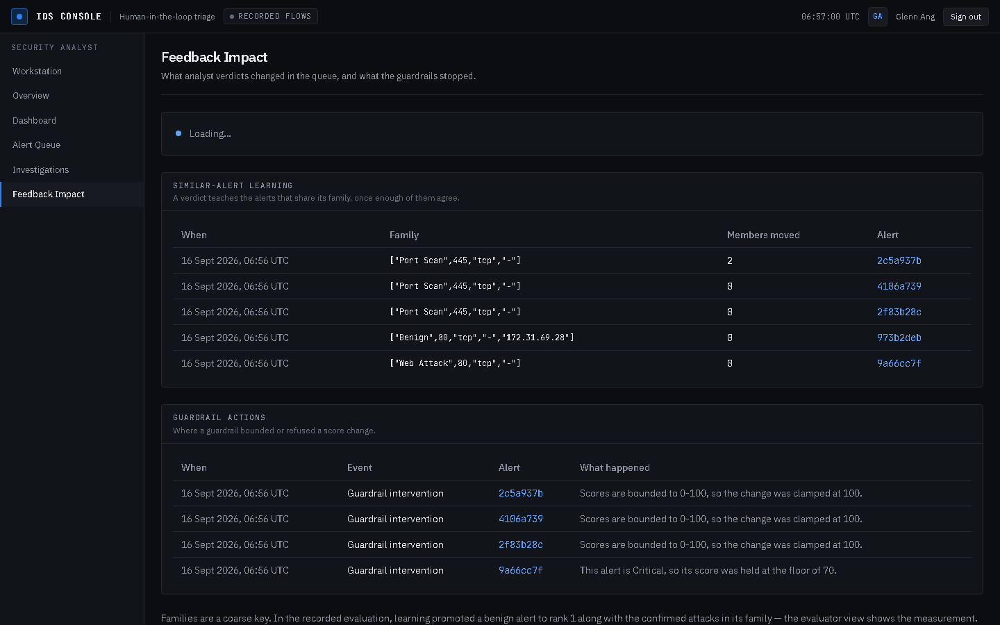 IDS CONSOLE Human-in-the-loop triage RECORDED FLOWS 06:57:00 UTC GA Glenn Ang Sign out
SECURITY ANALYST
Workstation
Overview
Dashboard
Alert Queue
Investigations
Feedback Impact
Feedback Impact
What analyst verdicts changed in the queue, and what the guardrails stopped.
Loading…
SIMILAR-ALERT LEARNING
A verdict teaches the alerts that share its family, once enough of them agree.
When Family Members moved Alert
16 Sept 2026, 06:56 UTC ["Port Scan",445,"tcp","-"] 2 2c5a937b
16 Sept 2026, 06:56 UTC ["Port Scan",445,"tcp","-"] 0 4106a739
16 Sept 2026, 06:56 UTC ["Port Scan",445,"tcp","-"] 0 2f83b28c
16 Sept 2026, 06:56 UTC ["Benign",80,"tcp","-","172.31.69.28"] 0 973b2deb
16 Sept 2026, 06:56 UTC ["Web Attack",80,"tcp","-"] 0 9a66cc7f
GUARDRAIL ACTIONS
Where a guardrail bounded or refused a score change.
When Event Alert What happened
16 Sept 2026, 06:56 UTC Guardrail intervention 2c5a937b Scores are bounded to 0-100, so the change was clamped at 100.
16 Sept 2026, 06:56 UTC Guardrail intervention 4106a739 Scores are bounded to 0-100, so the change was clamped at 100.
16 Sept 2026, 06:56 UTC Guardrail intervention 2f83b28c Scores are bounded to 0-100, so the change was clamped at 100.
16 Sept 2026, 06:56 UTC Guardrail intervention 9a66cc7f This alert is Critical, so its score was held at the floor of 70.
Families are a coarse key. In the recorded evaluation, learning promoted a benign alert to rank 1 along with the confirmed attacks in its family — the evaluator view shows the measurement.